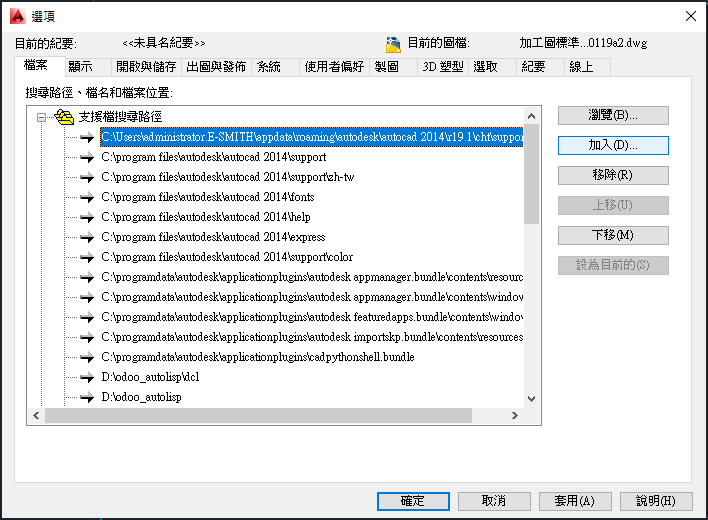 選項
目前的紀要: <<未具名紀要>> 目前的圖檔: 加工圖標準...0119a2.dwg
檔案 顯示 開啟與儲存 出圖與發佈 系統 使用者偏好 製圖 3D 塑型 選取 紀要 線上
搜尋路徑、檔名和檔案位置:
支援檔搜尋路徑
C:\Users\administrator.E-SMITH\appdata\roaming\autodesk\autocad 2014\r19.1\cht\suppor
C:\program files\autodesk\autocad 2014\support
C:\program files\autodesk\autocad 2014\support\zh-tw
C:\program files\autodesk\autocad 2014\fonts
C:\program files\autodesk\autocad 2014\help
C:\program files\autodesk\autocad 2014\express
C:\program files\autodesk\autocad 2014\support\color
C:\programdata\autodesk\applicationplugins\autodesk appmanager.bundle\contents\resourc
C:\programdata\autodesk\applicationplugins\autodesk appmanager.bundle\contents\window
C:\programdata\autodesk\applicationplugins\autodesk featuredapps.bundle\contents\window
C:\programdata\autodesk\applicationplugins\autodesk importskp.bundle\contents\resources
C:\programdata\autodesk\applicationplugins\cadpythonshell.bundle
D:\odoo_autolisp\dcl
D:\odoo_autolisp
瀏覽(B)...
加入(D)...
移除(R)
上移(U)
下移(M)
設為目前的(S)
確定 取消 套用(A) 說明(H)